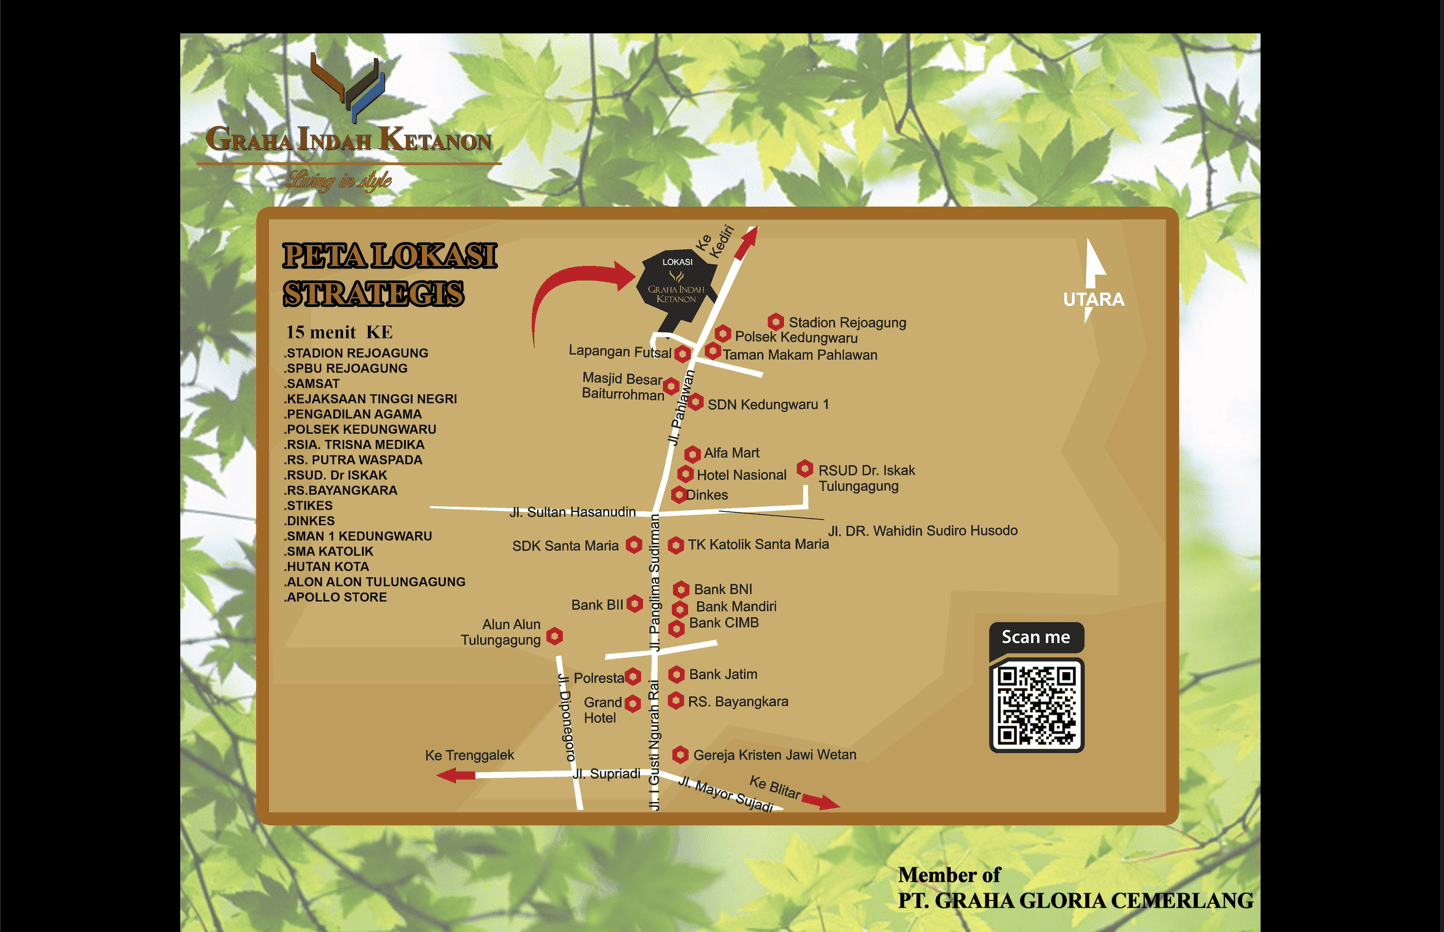 GRAHA INDAH KETANON
Living in style
PETA LOKASI
STRATEGIS
15 menit KE
.STADION REJOAGUNG
.SPBU REJOAGUNG
.SAMSAT
.KEJAKSAAN TINGGI NEGRI
.PENGADILAN AGAMA
.POLSEK KEDUNGWARU
.RSIA. TRISNA MEDIKA
.RS. PUTRA WASPADA
.RSUD. Dr ISKAK
.RS.BAYANGKARA
.STIKES
.DINKES
.SMAN 1 KEDUNGWARU
.SMA KATOLIK
.HUTAN KOTA
.ALON ALON TULUNGAGUNG
.APOLLO STORE
Ke
Kediri
LOKASI
GRAHA INDAH
KETANON
UTARA
Stadion Rejoagung
Polsek Kedungwaru
Lapangan Futsal
Taman Makam Pahlawan
Masjid Besar
Baiturrohman
Jl. Pahlawan
SDN Kedungwaru 1
Alfa Mart
Hotel Nasional
RSUD Dr. Iskak
Tulungagung
Dinkes
Jl. Sultan Hasanudin
Jl. DR. Wahidin Sudiro Husodo
SDK Santa Maria
TK Katolik Santa Maria
Jl. Panglima Sudirman
Bank BNI
Bank BII
Bank Mandiri
Bank CIMB
Alun Alun
Tulungagung
Polresta
Bank Jatim
Grand
Hotel
RS. Bayangkara
Jl. Diponegoro
Jl. I Gusti Ngurah Rai
Gereja Kristen Jawi Wetan
Ke Trenggalek
Jl. Supriadi
Jl. Mayor Sujadi
Ke Blitar
Scan me
Member of
PT. GRAHA GLORIA CEMERLANG